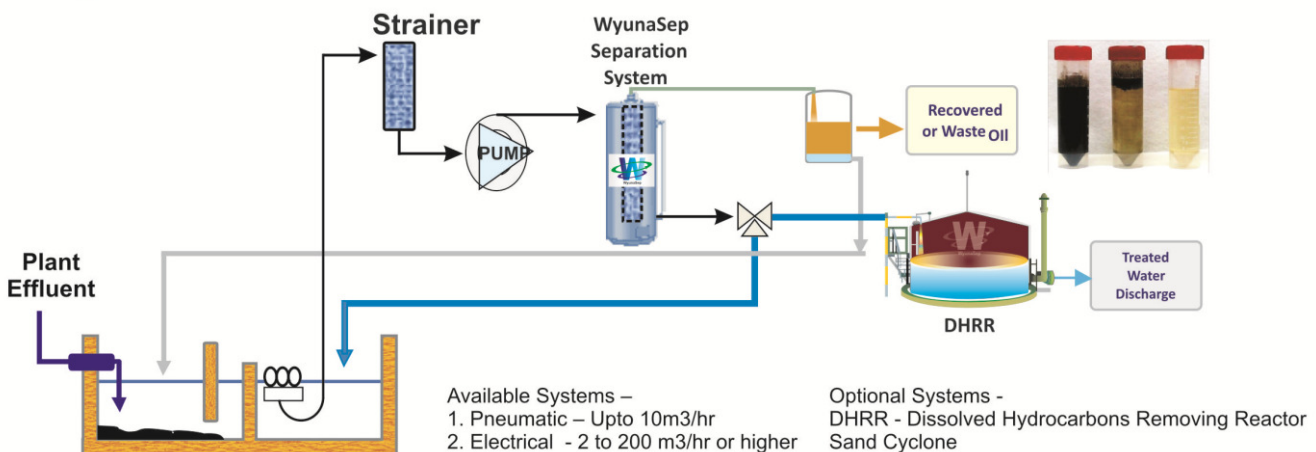 Strainer
WyunaSep
Separation
System
PUMP
W
Recovered
or Waste OIl
W
DHRR
Treated
Water
Discharge
Plant
Effluent
Available Systems –
1. Pneumatic – Upto 10m3/hr
2. Electrical - 2 to 200 m3/hr or higher
Optional Systems -
DHRR - Dissolved Hydrocarbons Removing Reactor
Sand Cyclone